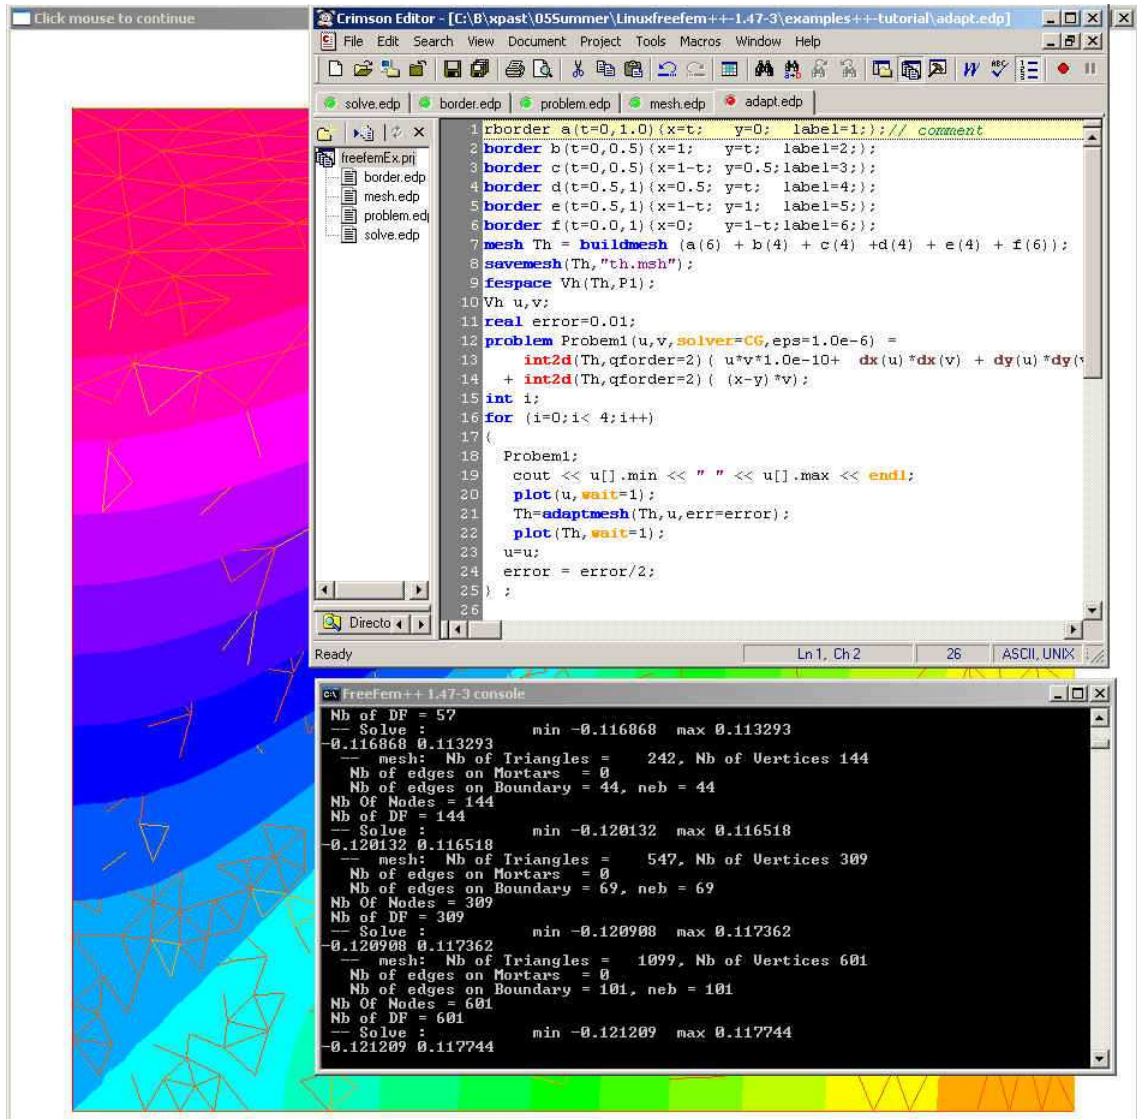 Click mouse to continue
Crimson Editor - [C:\B\xpast\05Summer\Linuxfreefem++-1.47-3\examples++-tutorial\adapt.edp]
File Edit Search View Document Project Tools Macros Window Help
solve.edp border.edp problem.edp mesh.edp adapt.edp
freefemEx.prj
border.edp
mesh.edp
problem.edp
solve.edp
Directo
1 rborder a(t=0,1.0){x=t; y=0; label=1;};// comment
2 border b(t=0,0.5){x=1; y=t; label=2;};
3 border c(t=0,0.5){x=1-t; y=0.5;label=3;};
4 border d(t=0.5,1){x=0.5; y=t; label=4;};
5 border e(t=0.5,1){x=1-t; y=1; label=5;};
6 border f(t=0.0,1){x=0; y=1-t;label=6;};
7 mesh Th = buildmesh (a(6) + b(4) + c(4) +d(4) + e(4) + f(6));
8 savemesh(Th,"th.msh");
9 fespace Vh(Th,P1);
10 Vh u,v;
11 real error=0.01;
12 problem Probem1(u,v,solver=CG,eps=1.0e-6) =
13 int2d(Th,qforder=2)( u*v*1.0e-10+ dx(u)*dx(v) + dy(u)*dy(v
14 + int2d(Th,qforder=2)( (x-y)*v);
15 int i;
16 for (i=0;i< 4;i++)
17 {
18 Probem1;
19 cout << u[].min << " " << u[].max << endl;
20 plot(u,wait=1);
21 Th=adaptmesh(Th,u,err=error);
22 plot(Th,wait=1);
23 u=u;
24 error = error/2;
25 } ;
26
Ready Ln 1, Ch 2 26 ASCII, UNIX
FreeFem++ 1.47-3 console
Nb of DF = 57
-- Solve : min -0.116868 max 0.113293
-0.116868 0.113293
-- mesh: Nb of Triangles = 242, Nb of Vertices 144
Nb of edges on Mortars = 0
Nb of edges on Boundary = 44, neb = 44
Nb Of Nodes = 144
Nb of DF = 144
-- Solve : min -0.120132 max 0.116518
-0.120132 0.116518
-- mesh: Nb of Triangles = 547, Nb of Vertices 309
Nb of edges on Mortars = 0
Nb of edges on Boundary = 69, neb = 69
Nb Of Nodes = 309
Nb of DF = 309
-- Solve : min -0.120908 max 0.117362
-0.120908 0.117362
-- mesh: Nb of Triangles = 1099, Nb of Vertices 601
Nb of edges on Mortars = 0
Nb of edges on Boundary = 101, neb = 101
Nb Of Nodes = 601
Nb of DF = 601
-- Solve : min -0.121209 max 0.117744
-0.121209 0.117744